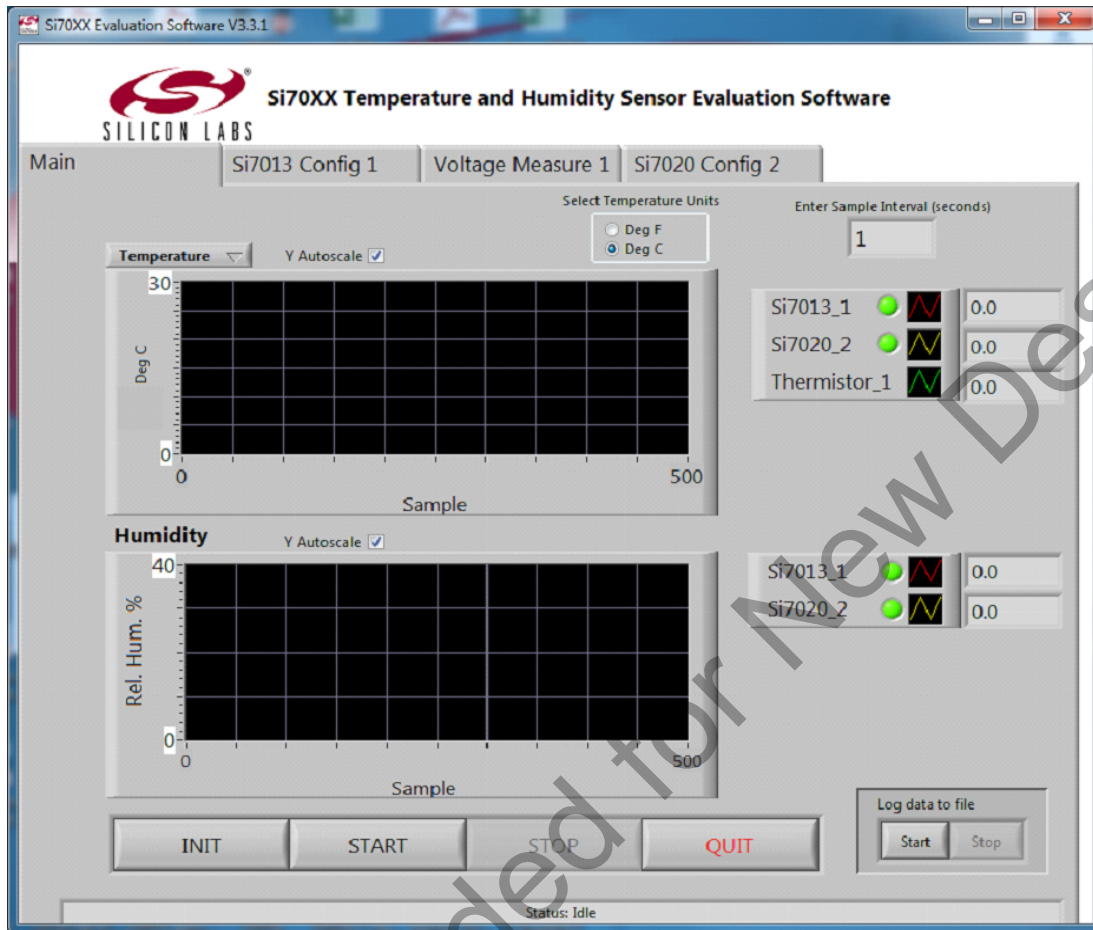 Si70XX Evaluation Software V3.3.1
SILICON LABS
Si70XX Temperature and Humidity Sensor Evaluation Software
Main
Si7013 Config 1
Voltage Measure 1
Si7020 Config 2
Select Temperature Units
Deg F
Deg C
Enter Sample Interval (seconds)
1
Temperature
Y Autoscale
30
Deg C
0
0
500
Sample
Si7013_1
0.0
Si7020_2
0.0
Thermistor_1
0.0
Humidity
Y Autoscale
40
Rel. Hum. %
0
0
500
Sample
Si7013_1
0.0
Si7020_2
0.0
INIT
START
STOP
QUIT
Log data to file
Start
Stop
Status: Idle
ded for New Des